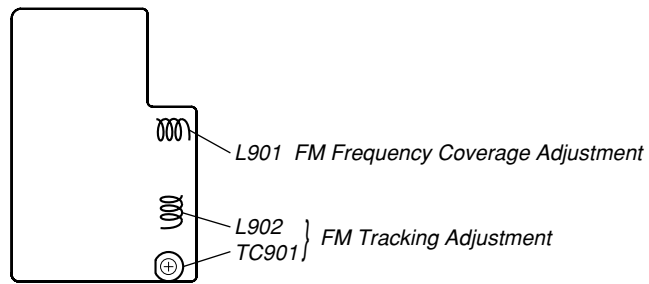 L901 FM Frequency Coverage Adjustment
L902
TC901
FM Tracking Adjustment